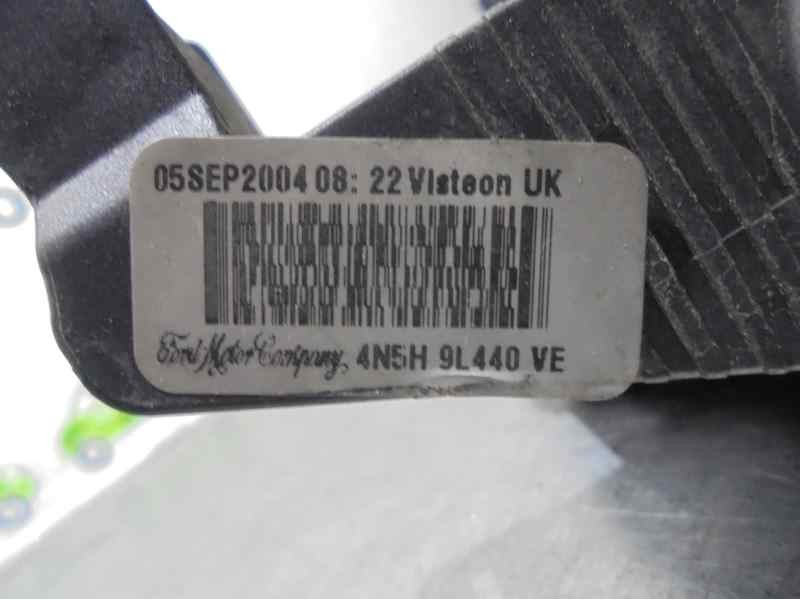 05SEP2004 08: 22 Visteon UK
Ford Motor Company, 4N5H 9L440 VE